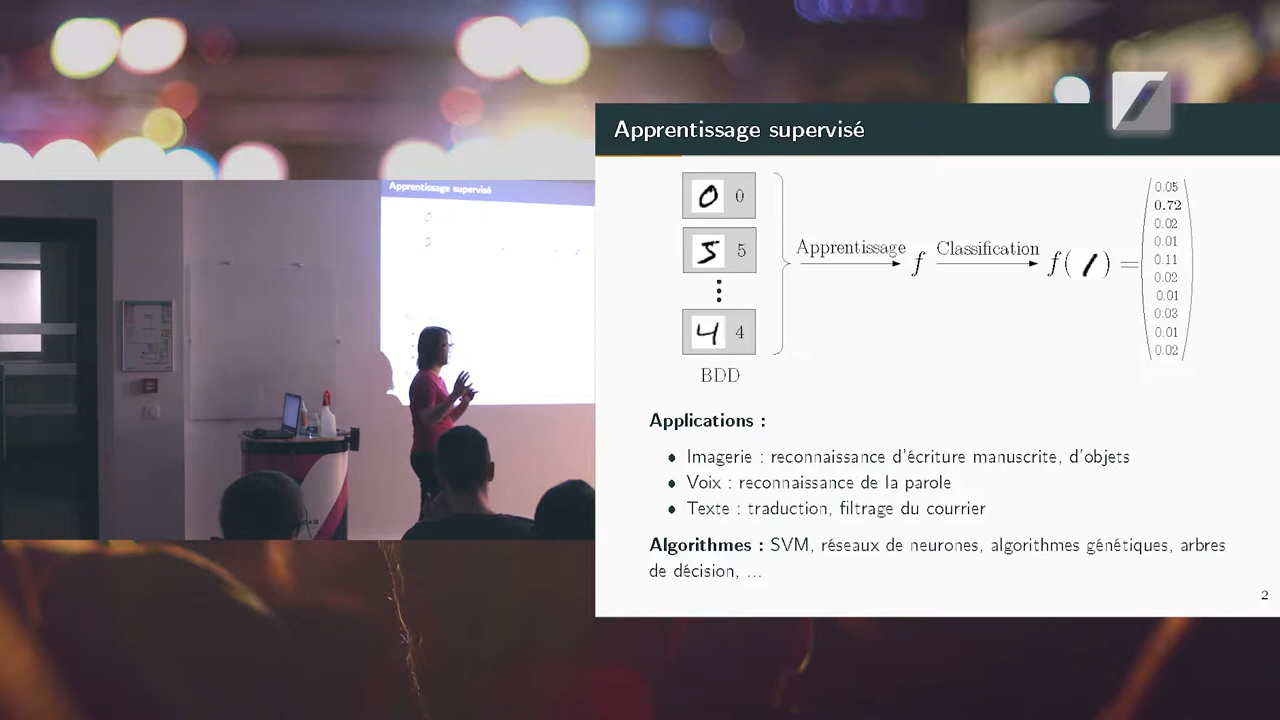 Apprentissage supervisé
Apprentissage supervisé
0 0
5 5
⋮
4 4
BDD
Apprentissage f Classification f( / ) =
0.05
0.72
0.02
0.01
0.11
0.02
0.01
0.03
0.01
0.02
Applications :
• Imagerie : reconnaissance d'écriture manuscrite, d'objets
• Voix : reconnaissance de la parole
• Texte : traduction, filtrage du courrier
Algorithmes : SVM, réseaux de neurones, algorithmes génétiques, arbres
de décision, ...
2